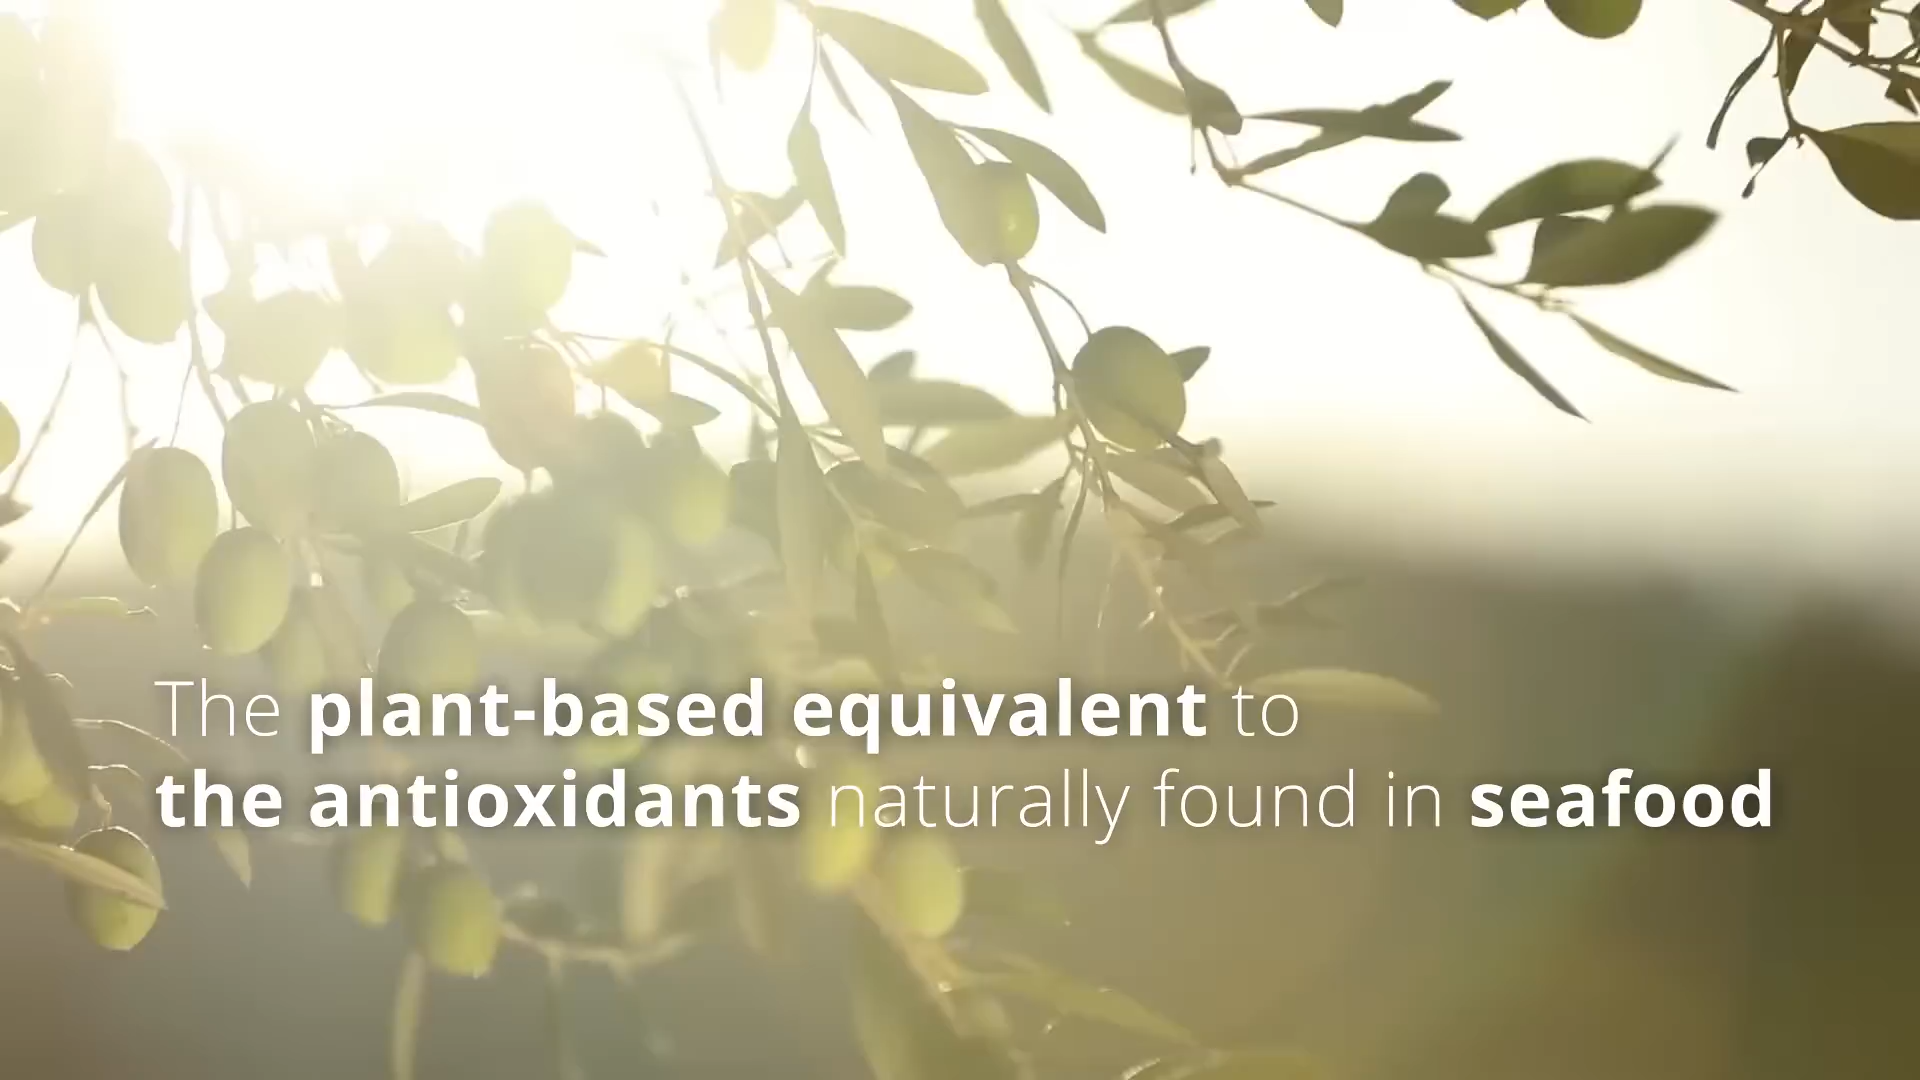 The plant-based equivalent to
the antioxidants naturally found in seafood